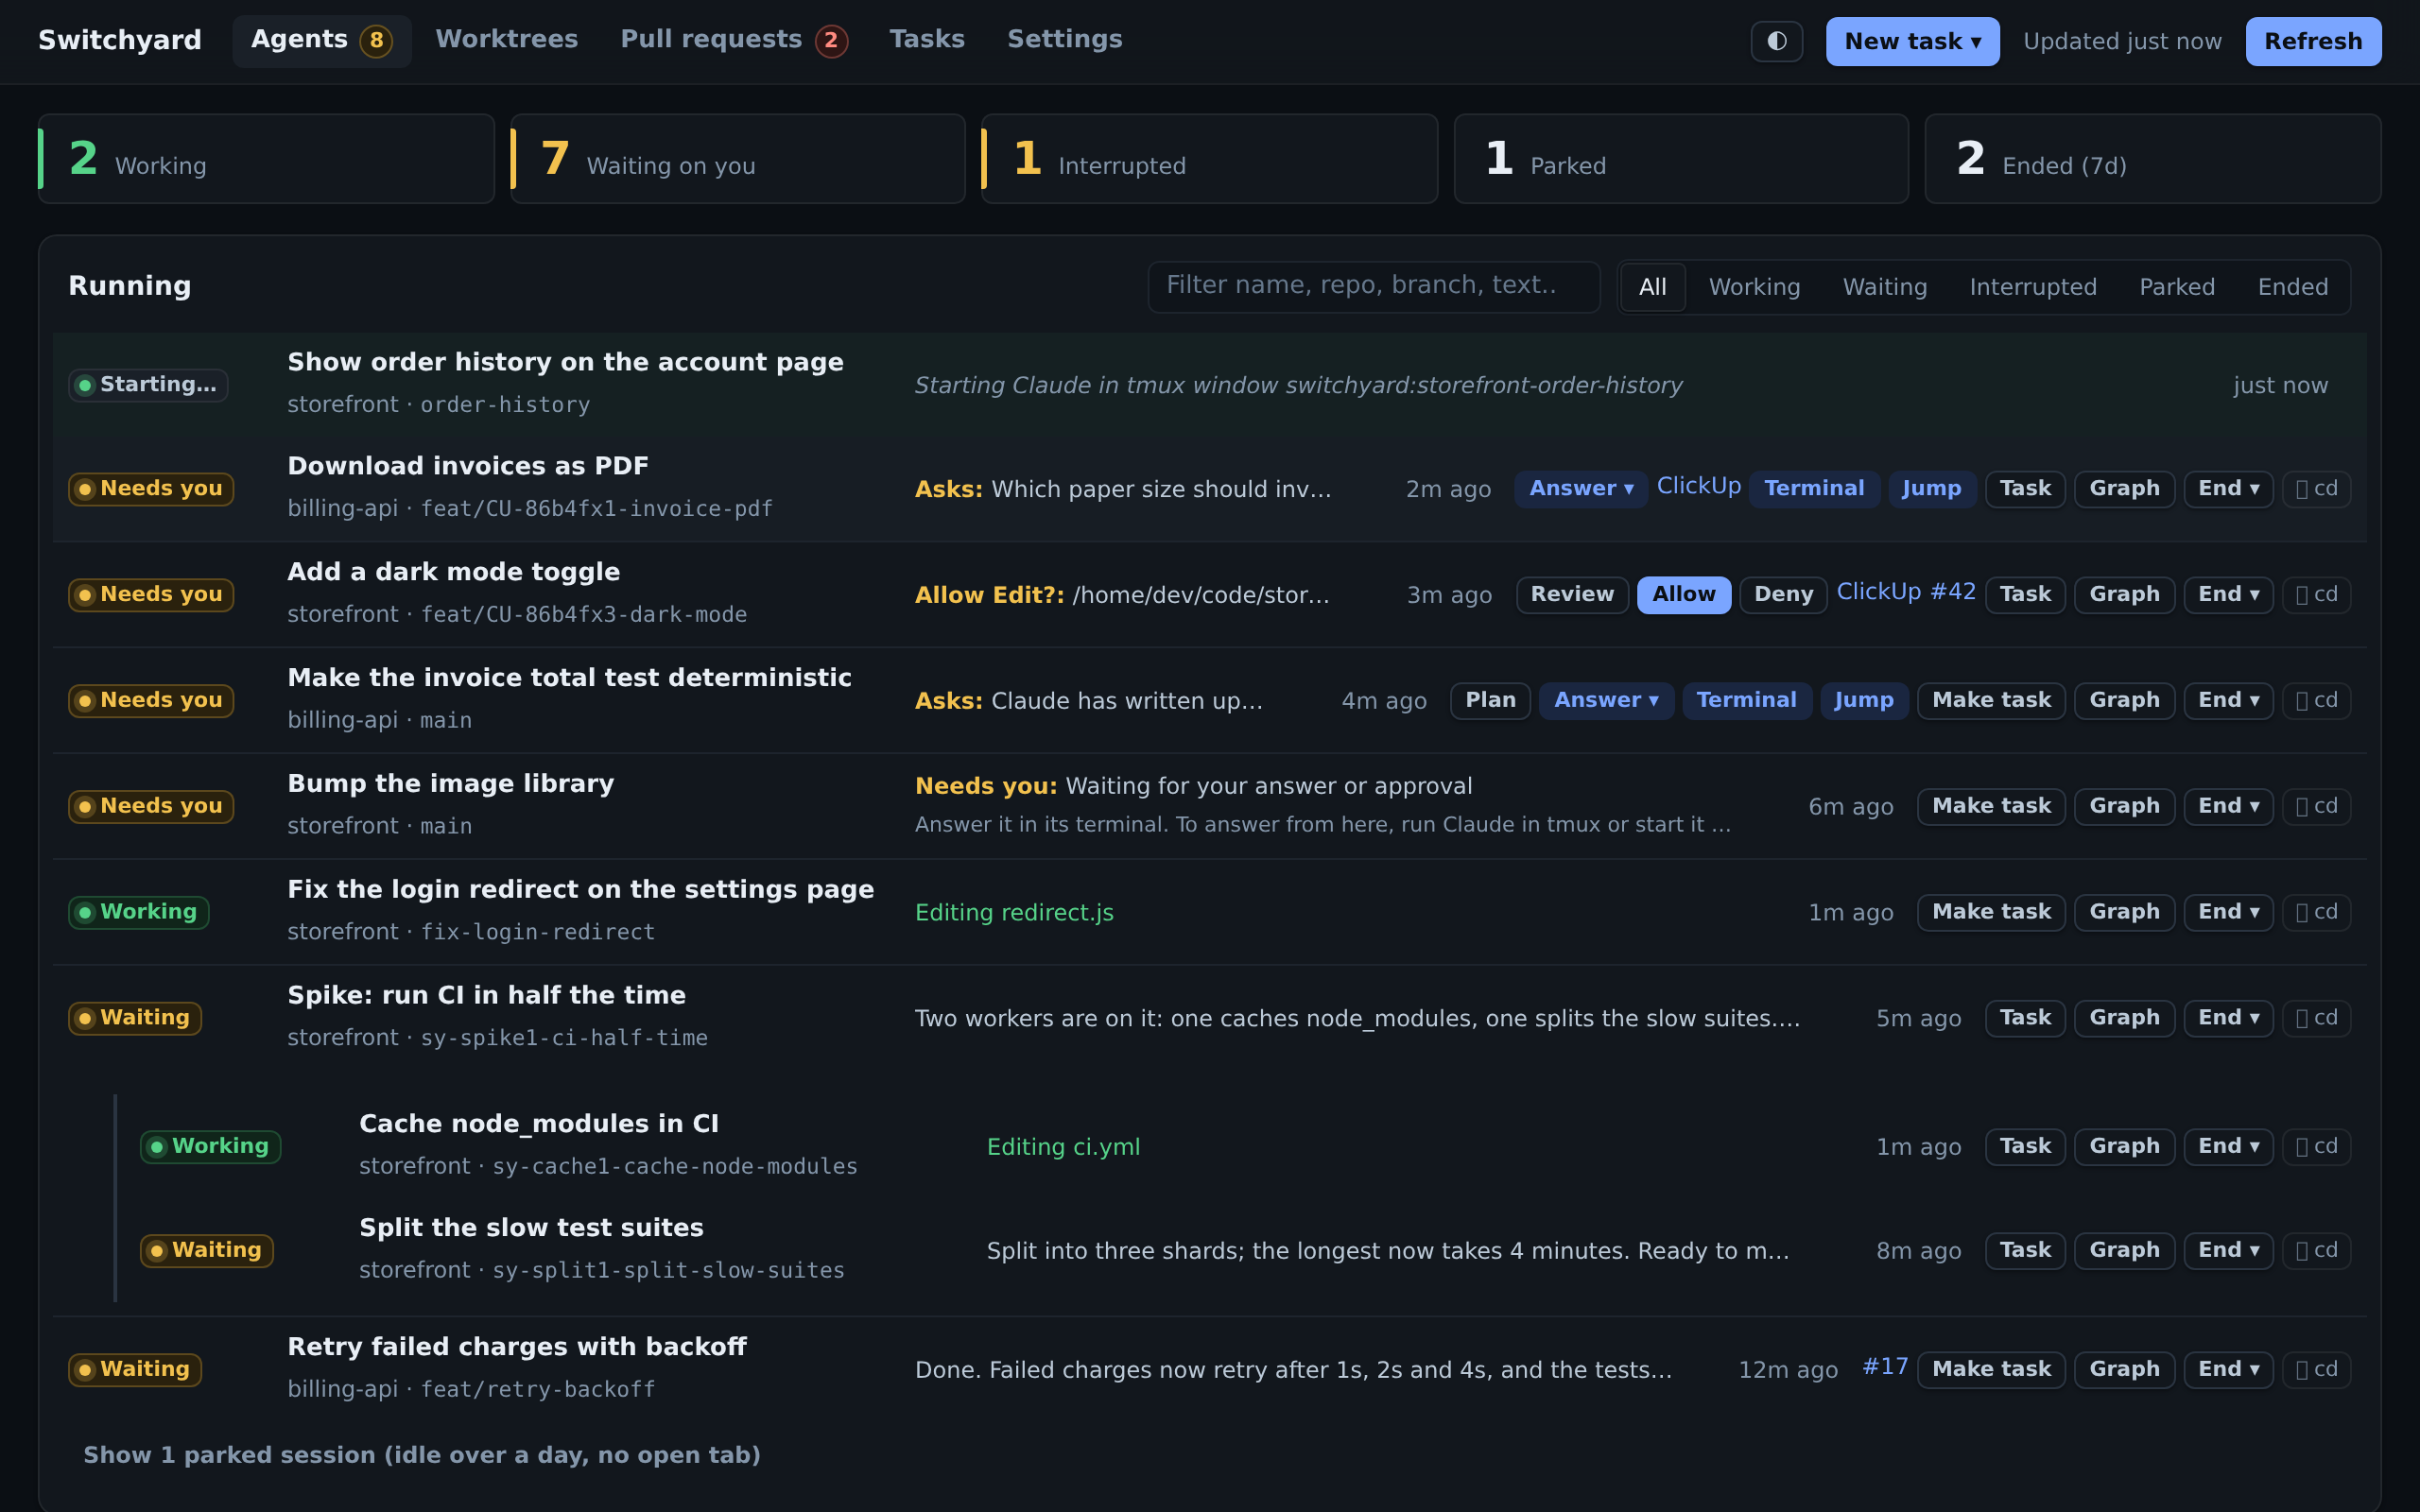 Switchyard Agents 8 Worktrees Pull requests 2 Tasks Settings New task ▾ Updated just now Refresh
2 Working 7 Waiting on you 1 Interrupted 1 Parked 2 Ended (7d)
Running Filter name, repo, branch, text.. All Working Waiting Interrupted Parked Ended
Starting… Show order history on the account page
storefront · order-history
Starting Claude in tmux window switchyard:storefront-order-history just now
Needs you Download invoices as PDF
billing-api · feat/CU-86b4fx1-invoice-pdf
Asks: Which paper size should inv… 2m ago Answer ▾ ClickUp Terminal Jump Task Graph End ▾ cd
Needs you Add a dark mode toggle
storefront · feat/CU-86b4fx3-dark-mode
Allow Edit?: /home/dev/code/stor… 3m ago Review Allow Deny ClickUp #42 Task Graph End ▾ cd
Needs you Make the invoice total test deterministic
billing-api · main
Asks: Claude has written up… 4m ago Plan Answer ▾ Terminal Jump Make task Graph End ▾ cd
Needs you Bump the image library
storefront · main
Needs you: Waiting for your answer or approval
Answer it in its terminal. To answer from here, run Claude in tmux or start it …
6m ago Make task Graph End ▾ cd
Working Fix the login redirect on the settings page
storefront · fix-login-redirect
Editing redirect.js 1m ago Make task Graph End ▾ cd
Waiting Spike: run CI in half the time
storefront · sy-spike1-ci-half-time
Two workers are on it: one caches node_modules, one splits the slow suites.… 5m ago Task Graph End ▾ cd
Working Cache node_modules in CI
storefront · sy-cache1-cache-node-modules
Editing ci.yml 1m ago Task Graph End ▾ cd
Waiting Split the slow test suites
storefront · sy-split1-split-slow-suites
Split into three shards; the longest now takes 4 minutes. Ready to m… 8m ago Task Graph End ▾ cd
Waiting Retry failed charges with backoff
billing-api · feat/retry-backoff
Done. Failed charges now retry after 1s, 2s and 4s, and the tests… 12m ago #17 Make task Graph End ▾ cd
Show 1 parked session (idle over a day, no open tab)